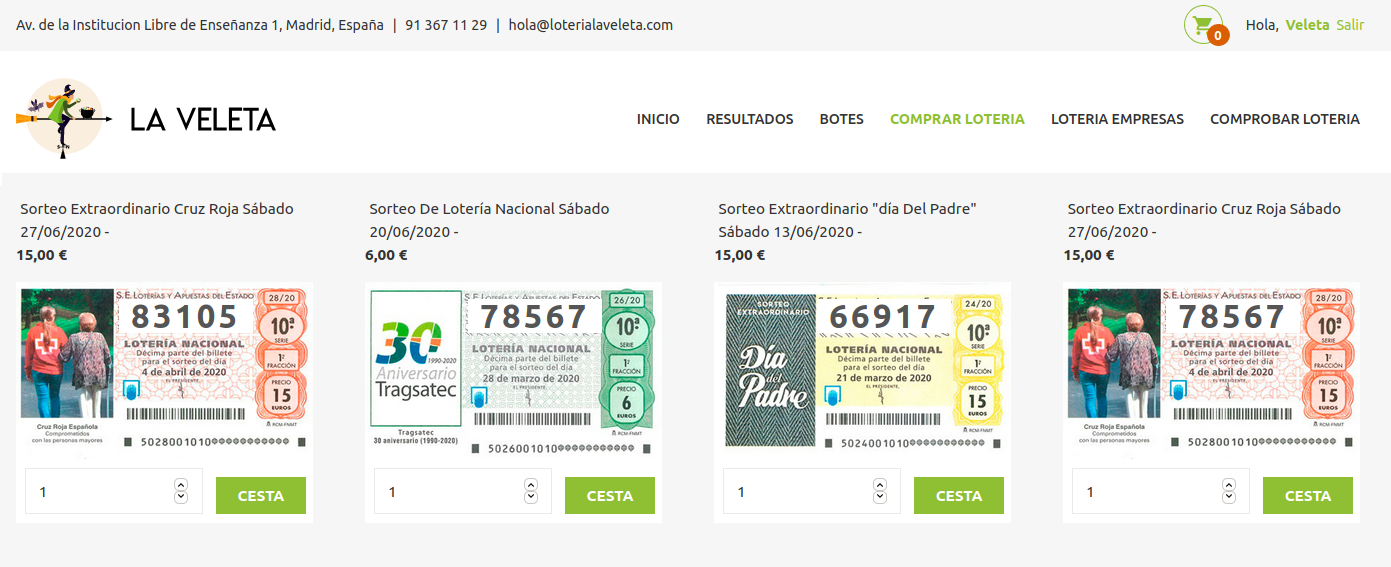 Av. de la Institucion Libre de Enseñanza 1, Madrid, España | 91 367 11 29 | hola@loterialaveleta.com
0
Hola, Veleta Salir
LA VELETA
INICIO RESULTADOS BOTES COMPRAR LOTERIA LOTERIA EMPRESAS COMPROBAR LOTERIA
Sorteo Extraordinario Cruz Roja Sábado
27/06/2020 -
15,00 €
S.E. LOTERÍAS Y APUESTAS DEL ESTADO
28/20
83105
10ª
SERIE
LOTERÍA NACIONAL
Décima parte del billete
para el sorteo del día
4 de abril de 2020
EL PRESIDENTE,
1ª
FRACCIÓN
PRECIO
15
EUROS
RCM-FNMT
Cruz Roja Española
Comprometidos
con las personas mayores
5028001010
1
CESTA
Sorteo De Lotería Nacional Sábado
20/06/2020 -
6,00 €
S.E. LOTERÍAS Y APUESTAS DEL ESTADO
26/20
78567
10ª
SERIE
30
1990-2020
Aniversario
Tragsatec
LOTERÍA NACIONAL
Décima parte del billete
para el sorteo del día
28 de marzo de 2020
EL PRESIDENTE,
1ª
FRACCIÓN
PRECIO
6
EUROS
RCM-FNMT
Tragsatec
30 aniversario (1990-2020)
5026001010
1
CESTA
Sorteo Extraordinario "día Del Padre"
Sábado 13/06/2020 -
15,00 €
SORTEO
EXTRAORDINARIO
S.E. LOTERÍAS Y APUESTAS DEL ESTADO
24/20
66917
10ª
SERIE
Día
del
Padre
LOTERÍA NACIONAL
Décima parte del billete
para el sorteo del día
21 de marzo de 2020
EL PRESIDENTE,
1ª
FRACCIÓN
PRECIO
15
EUROS
RCM-FNMT
5024001010
1
CESTA
Sorteo Extraordinario Cruz Roja Sábado
27/06/2020 -
15,00 €
S.E. LOTERÍAS Y APUESTAS DEL ESTADO
28/20
78567
10ª
SERIE
LOTERÍA NACIONAL
Décima parte del billete
para el sorteo del día
4 de abril de 2020
EL PRESIDENTE,
1ª
FRACCIÓN
PRECIO
15
EUROS
RCM-FNMT
Cruz Roja Española
Comprometidos
con las personas mayores
5028001010
1
CESTA